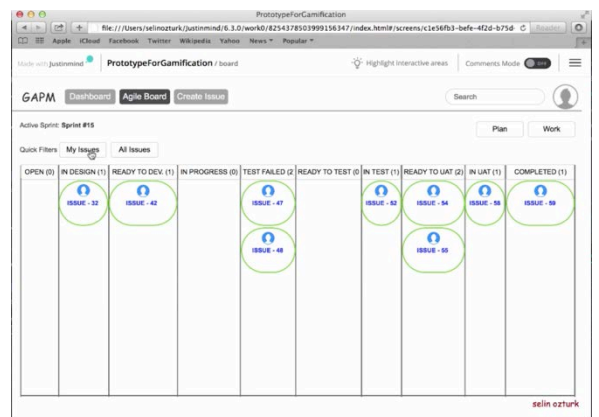 PrototypeForGamification
file:///Users/selinozturk/Justinmind/6.3.0/work0/8254378503999156347/index.html#/screens/c1e56fb3-befe-4f2d-b75d- Reader
Apple iCloud Facebook Twitter Wikipedia Yahoo News Popular
Made with Justinmind PrototypeForGamification / board Highlight interactive areas Comments Mode OFF
GAPM Dashboard Agile Board Create Issue Search
Active Sprint: Sprint #15
Plan Work
Quick Filters My Issues All Issues
OPEN (0) IN DESIGN (1) READY TO DEV. (1) IN PROGRESS (0) TEST FAILED (2 READY TO TEST (0 IN TEST (1) READY TO UAT (2) IN UAT (1) COMPLETED (1)
ISSUE - 32 ISSUE - 42 ISSUE - 47 ISSUE - 52 ISSUE - 54 ISSUE - 58 ISSUE - 59
ISSUE - 48 ISSUE - 55
selin ozturk